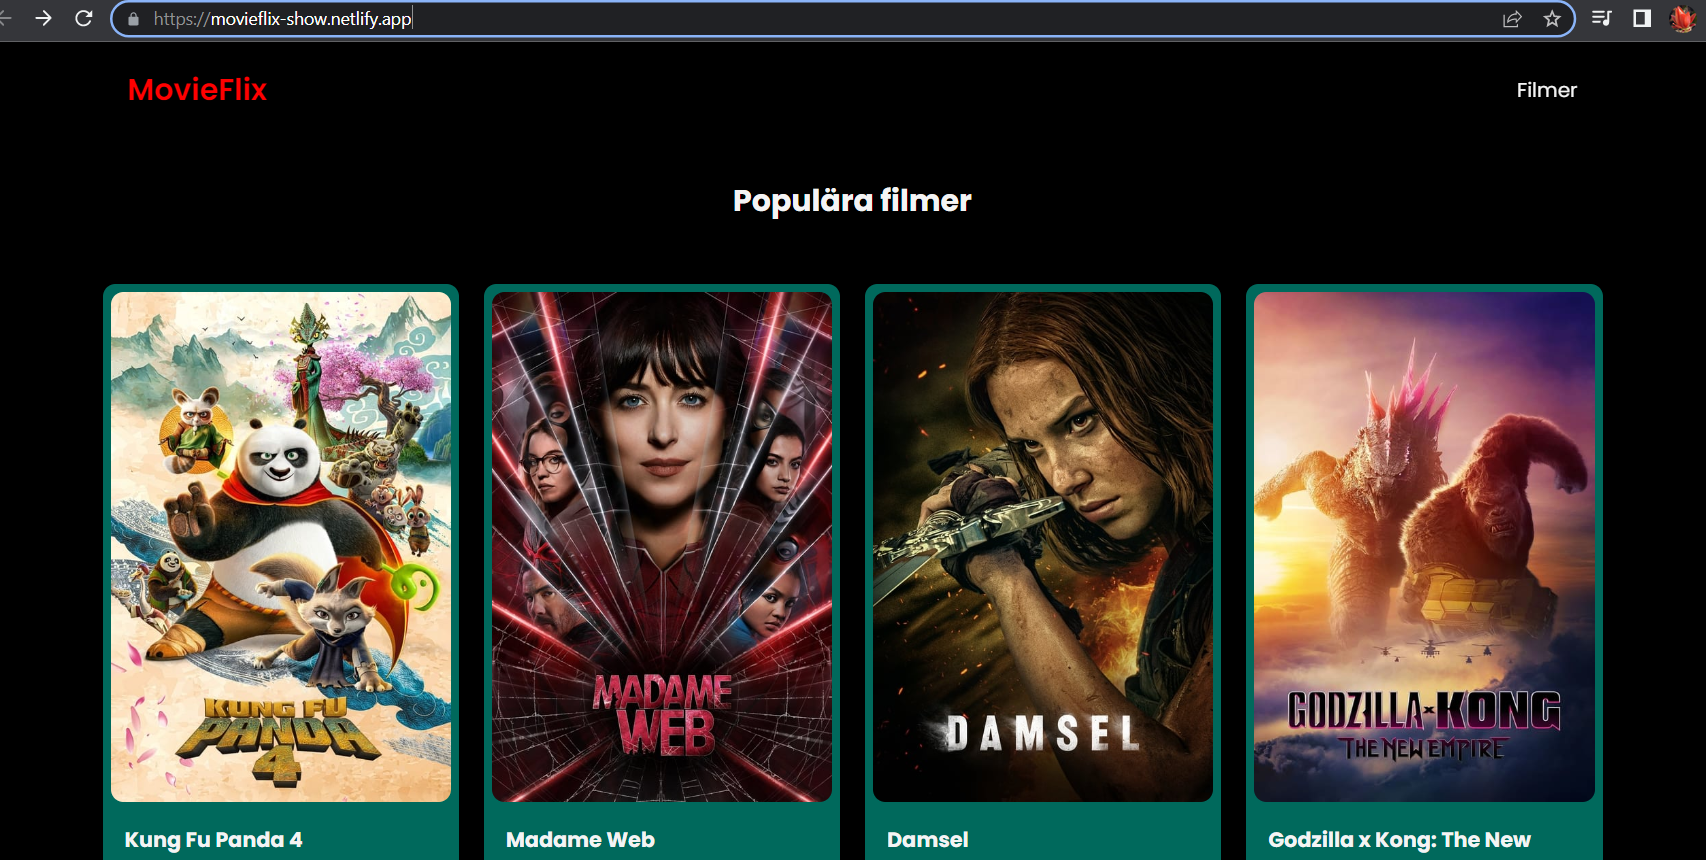 https://movieflix-show.netlify.app
MovieFlix
Filmer
Populära filmer
KUNG FU
PANDA
4
MADAME
WEB
DAMSEL
GODZILLA x KONG
THE NEW EMPIRE
Kung Fu Panda 4
Madame Web
Damsel
Godzilla x Kong: The New